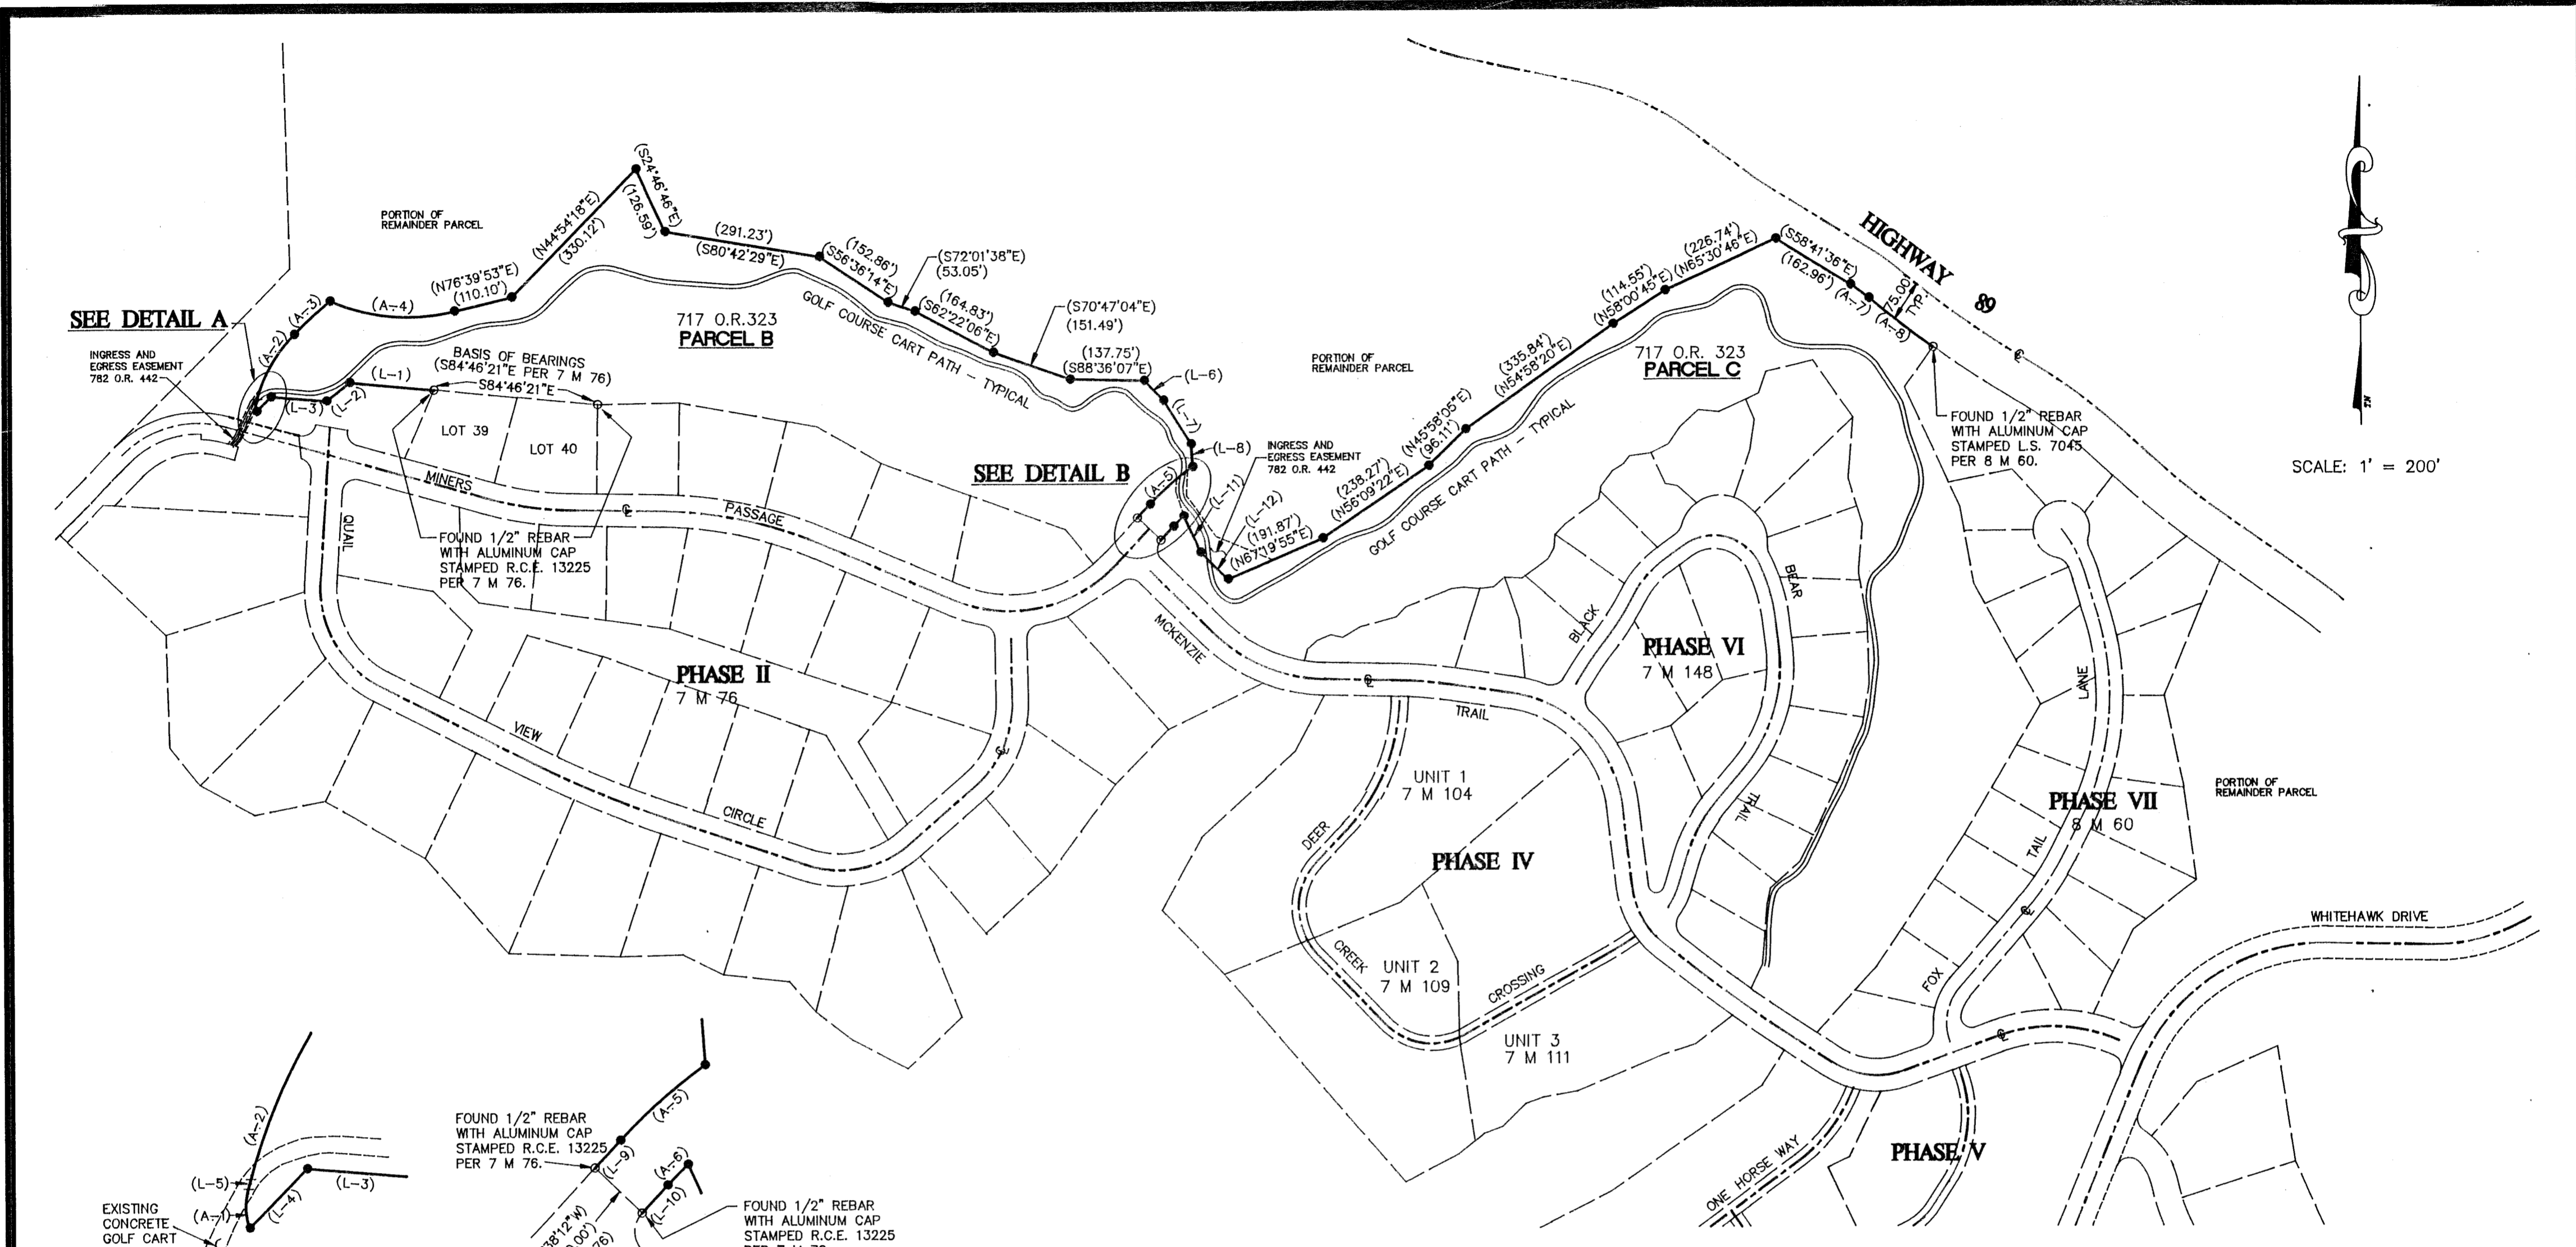 PORTION OF
REMAINDER PARCEL
(S24°46'46"E)
(126.59')
(N44°54'18"E)
(330.12')
(N76°39'53"E)
(110.10')
(A-4)
(A-3)
(A-2)
SEE DETAIL A
INGRESS AND
EGRESS EASEMENT
782 O.R. 442
(291.23')
(S80°42'29"E)
(152.86')
(S56°36'14"E)
(S72°01'38"E)
(53.05')
(164.83')
(S62°22'06"E)
(S70°47'04"E)
(151.49')
(137.75')
(S88°36'07"E)
(L-6)
(L-7)
(L-8)
GOLF COURSE CART PATH – TYPICAL
717 O.R.323
PARCEL B
BASIS OF BEARINGS
(S84°46'21"E PER 7 M 76)
S84°46'21"E
(L-1)
(L-2)
(L-3)
LOT 39
LOT 40
FOUND 1/2" REBAR
WITH ALUMINUM CAP
STAMPED R.C.E. 13225
PER 7 M 76.
MINERS
PASSAGE
QUAIL
VIEW
CIRCLE
PHASE II
7 M 76
SEE DETAIL B
(A-5)
(L-11)
(L-12)
INGRESS AND
EGRESS EASEMENT
782 O.R. 442
(191.87')
(N67°19'55"E)
(238.27')
(N56°09'22"E)
(N45°58'05"E)
(96.11')
(335.84')
(N54°58'20"E)
(114.55')
(N58°00'45"E)
(226.74')
(N65°30'46"E)
(S58°41'36"E)
(162.96')
(A-7)
(A-8)
75.00'
TYP.
HIGHWAY 89
PORTION OF
REMAINDER PARCEL
717 O.R. 323
PARCEL C
GOLF COURSE CART PATH – TYPICAL
FOUND 1/2" REBAR
WITH ALUMINUM CAP
STAMPED L.S. 7045
PER 8 M 60.
SCALE: 1' = 200'
MCKENZIE
TRAIL
BLACK
BEAR
TRAIL
PHASE VI
7 M 148
UNIT 1
7 M 104
DEER
PHASE IV
CREEK
UNIT 2
7 M 109
CROSSING
UNIT 3
7 M 111
LANE
PHASE VII
8 M 60
TAIL
FOX
PORTION OF
REMAINDER PARCEL
WHITEHAWK DRIVE
PHASE V
ONE HORSE WAY
(A-2)
(L-5)
(L-4)
(L-3)
(A-1)
EXISTING
CONCRETE
GOLF CART
FOUND 1/2" REBAR
WITH ALUMINUM CAP
STAMPED R.C.E. 13225
PER 7 M 76.
(A-5)
(L-9)
(A-6)
(L-10)
FOUND 1/2" REBAR
WITH ALUMINUM CAP
STAMPED R.C.E. 13225